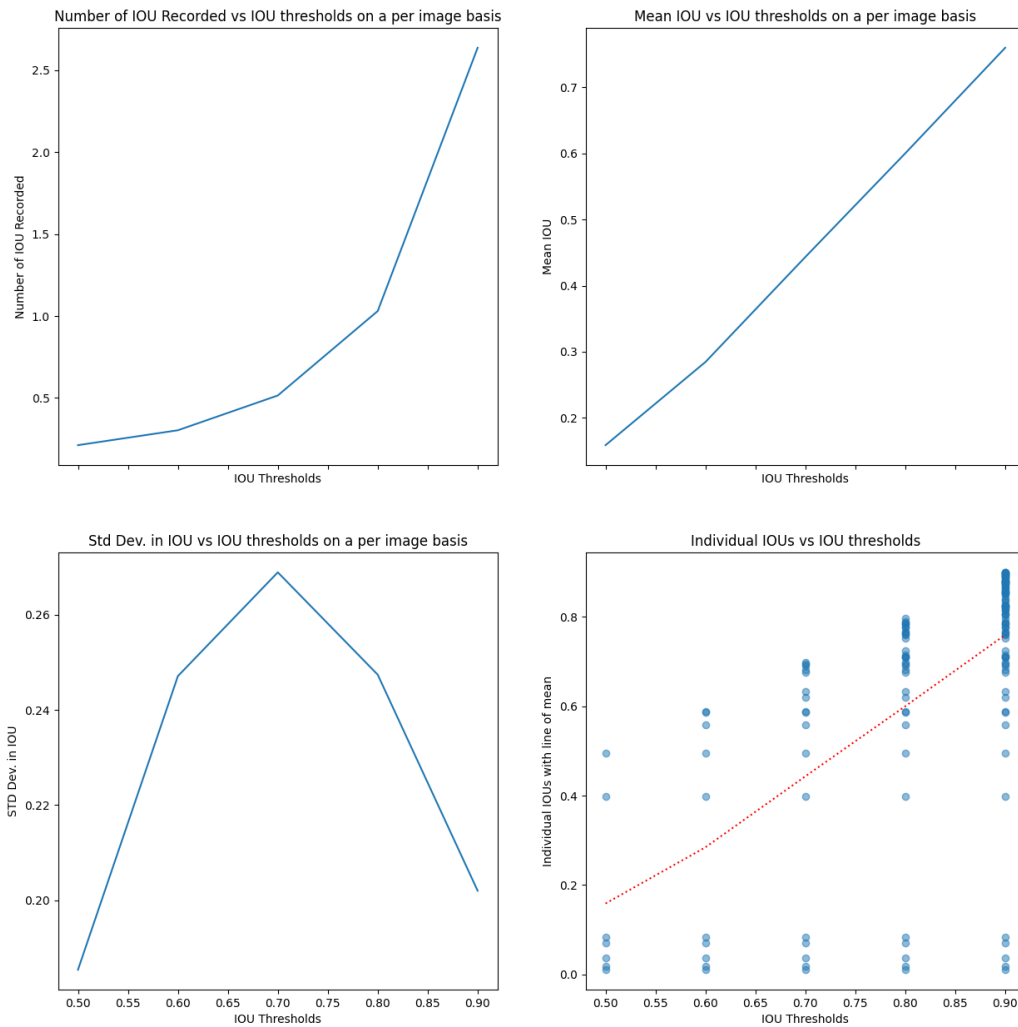 Number of IOU Recorded vs IOU thresholds on a per image basis
Number of IOU Recorded
2.5
2.0
1.5
1.0
0.5
IOU Thresholds
Mean IOU vs IOU thresholds on a per image basis
Mean IOU
0.7
0.6
0.5
0.4
0.3
0.2
IOU Thresholds
Std Dev. in IOU vs IOU thresholds on a per image basis
STD Dev. in IOU
0.26
0.24
0.22
0.20
0.50 0.55 0.60 0.65 0.70 0.75 0.80 0.85 0.90
IOU Thresholds
Individual IOUs vs IOU thresholds
Individual IOUs with line of mean
0.8
0.6
0.4
0.2
0.0
0.50 0.55 0.60 0.65 0.70 0.75 0.80 0.85 0.90
IOU Thresholds